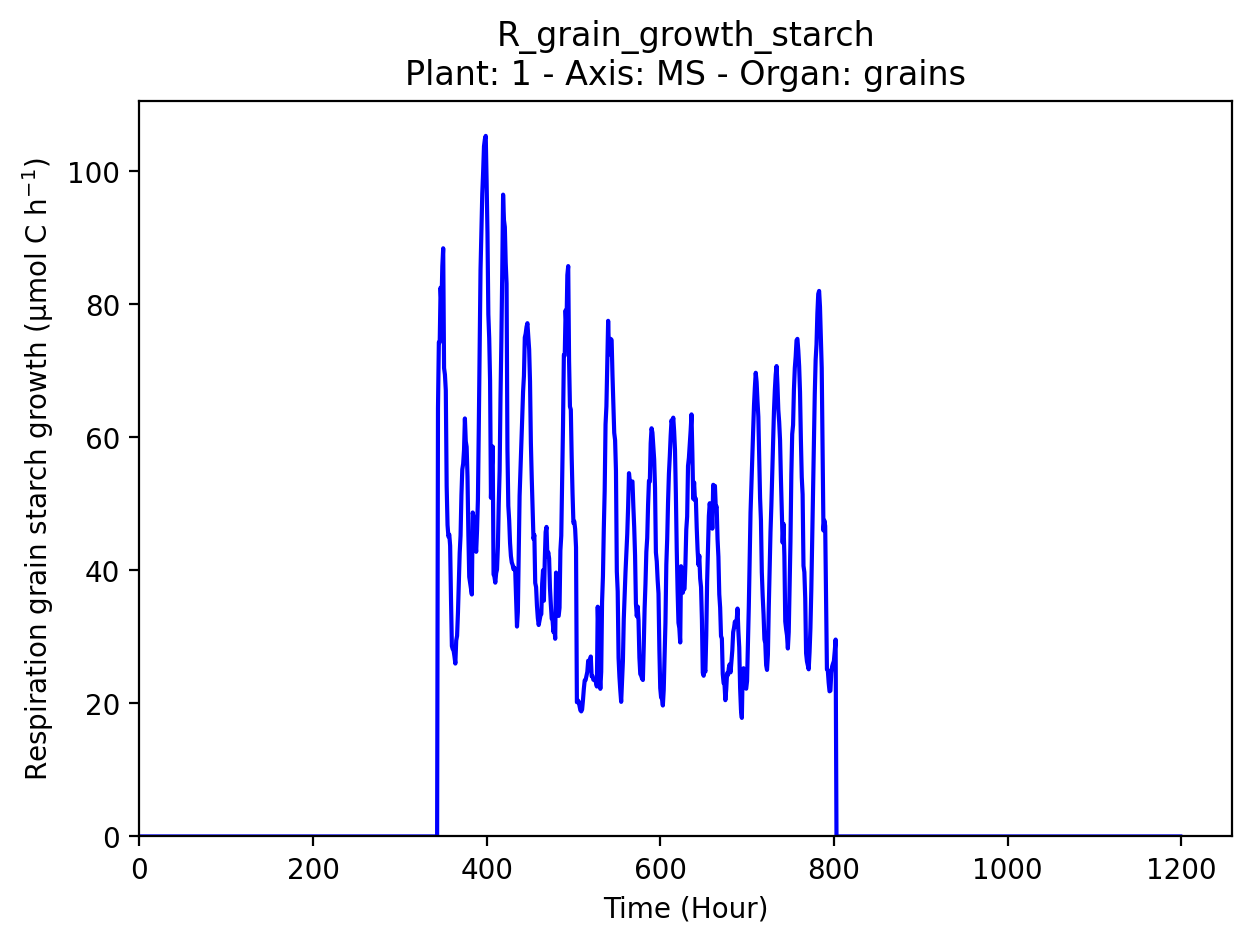 R_grain_growth_starch
Plant: 1 - Axis: MS - Organ: grains
Respiration grain starch growth (µmol C h⁻¹)
100
80
60
40
20
0
0 200 400 600 800 1000 1200
Time (Hour)